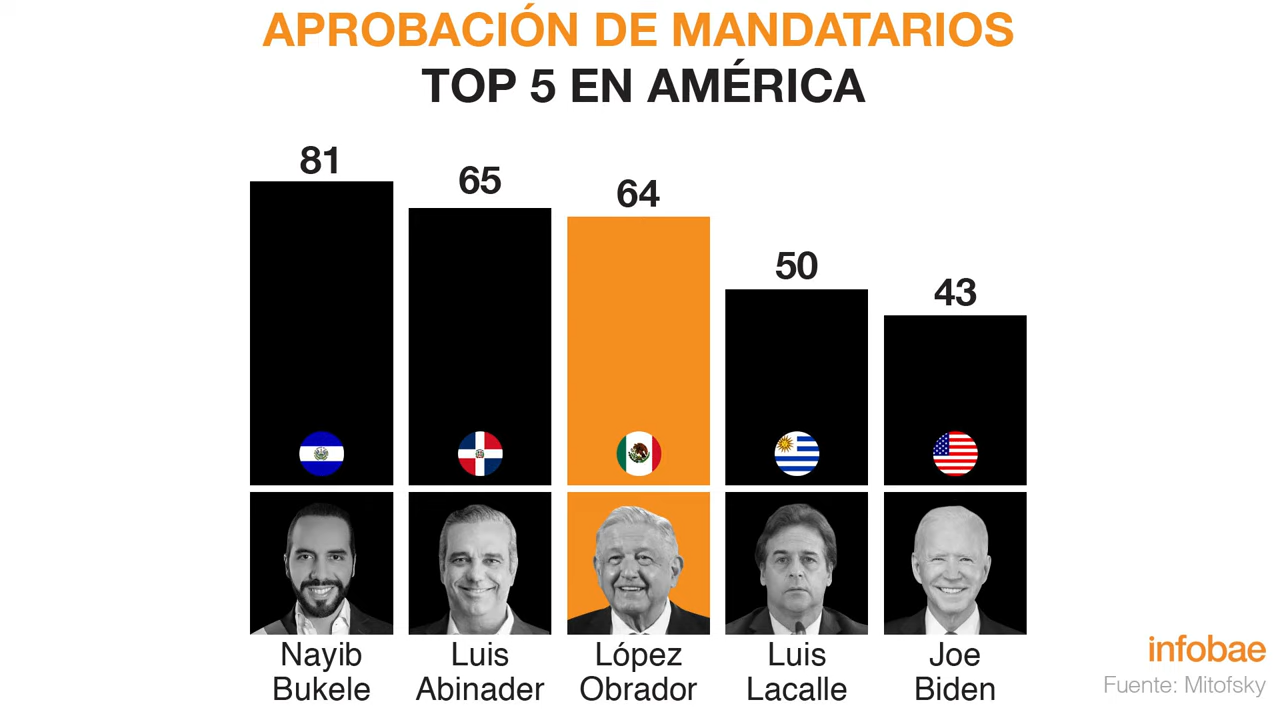 APROBACIÓN DE MANDATARIOS
TOP 5 EN AMÉRICA
81
65
64
50
43
Nayib
Bukele
Luis
Abinader
López
Obrador
Luis
Lacalle
Joe
Biden
infobae
Fuente: Mitofsky